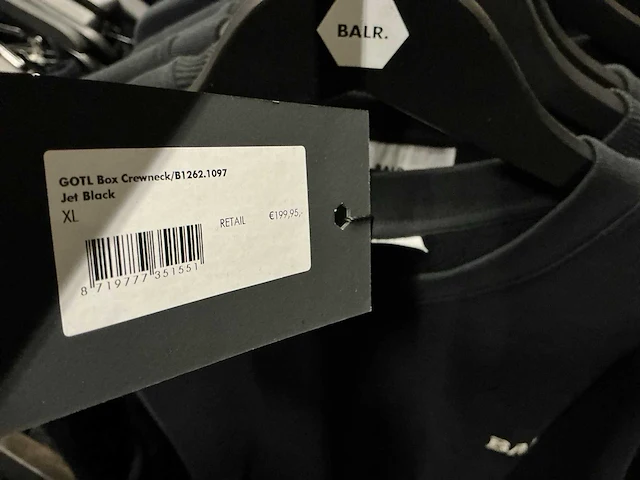 BALR.
GOTL Box Crewneck/B1262.1097
Jet Black
XL
RETAIL €199,95,-
8 719777 351551